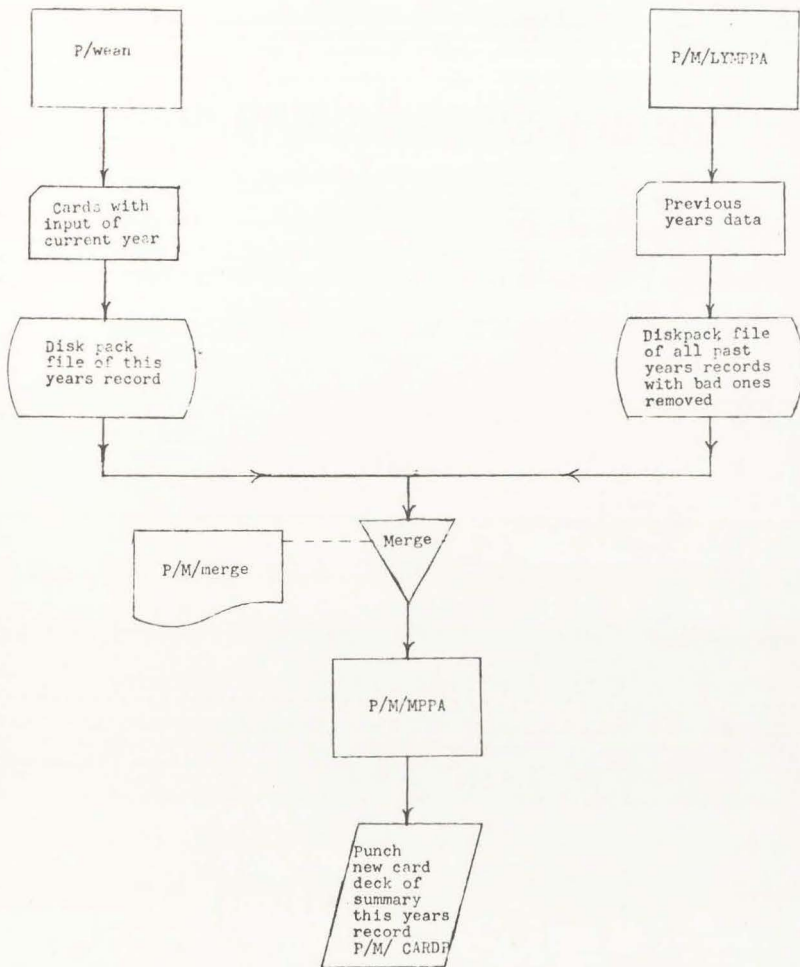 P/wean
P/M/LYMPPA
Cards with
input of
current year
Previous
years data
Disk pack
file of this
years record
Diskpack file
of all past
years records
with bad ones
removed
Merge
P/M/merge
P/M/MPPA
Punch
new card
deck of
summary
this years
record
P/M/ CARDP